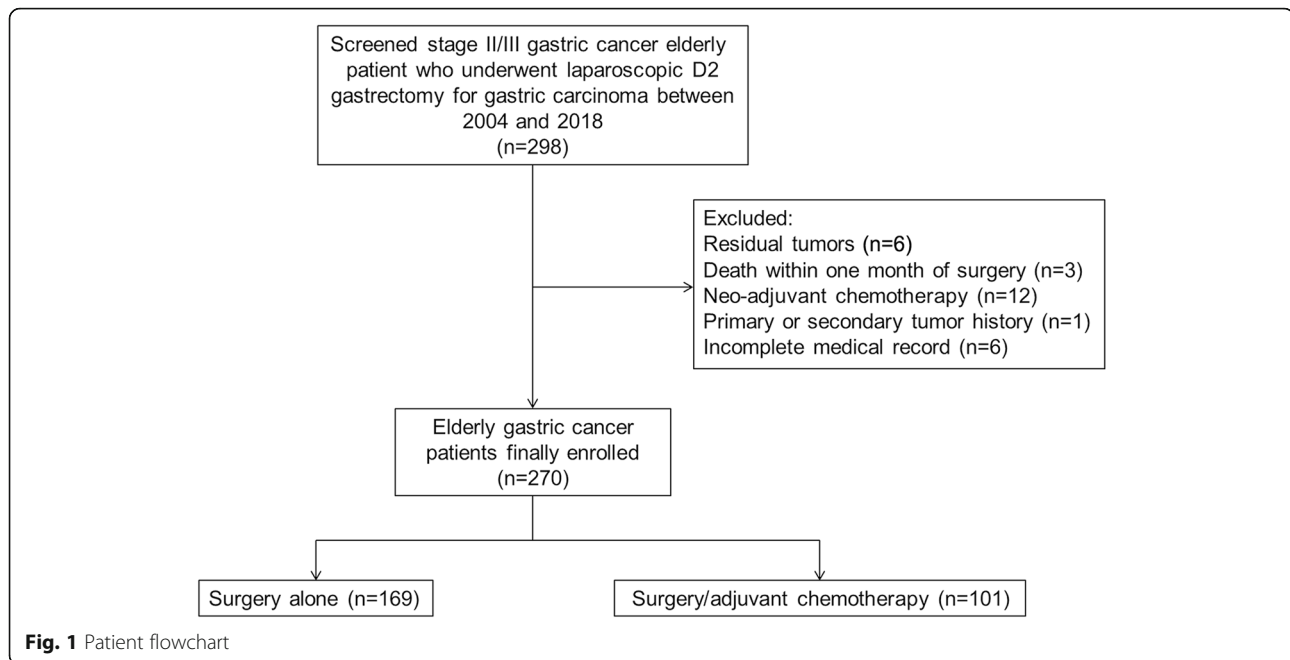 Screened stage II/III gastric cancer elderly
patient who underwent laparoscopic D2
gastrectomy for gastric carcinoma between
2004 and 2018
(n=298)
Excluded:
Residual tumors (n=6)
Death within one month of surgery (n=3)
Neo-adjuvant chemotherapy (n=12)
Primary or secondary tumor history (n=1)
Incomplete medical record (n=6)
Elderly gastric cancer
patients finally enrolled
(n=270)
Surgery alone (n=169)
Surgery/adjuvant chemotherapy (n=101)
Fig. 1 Patient flowchart